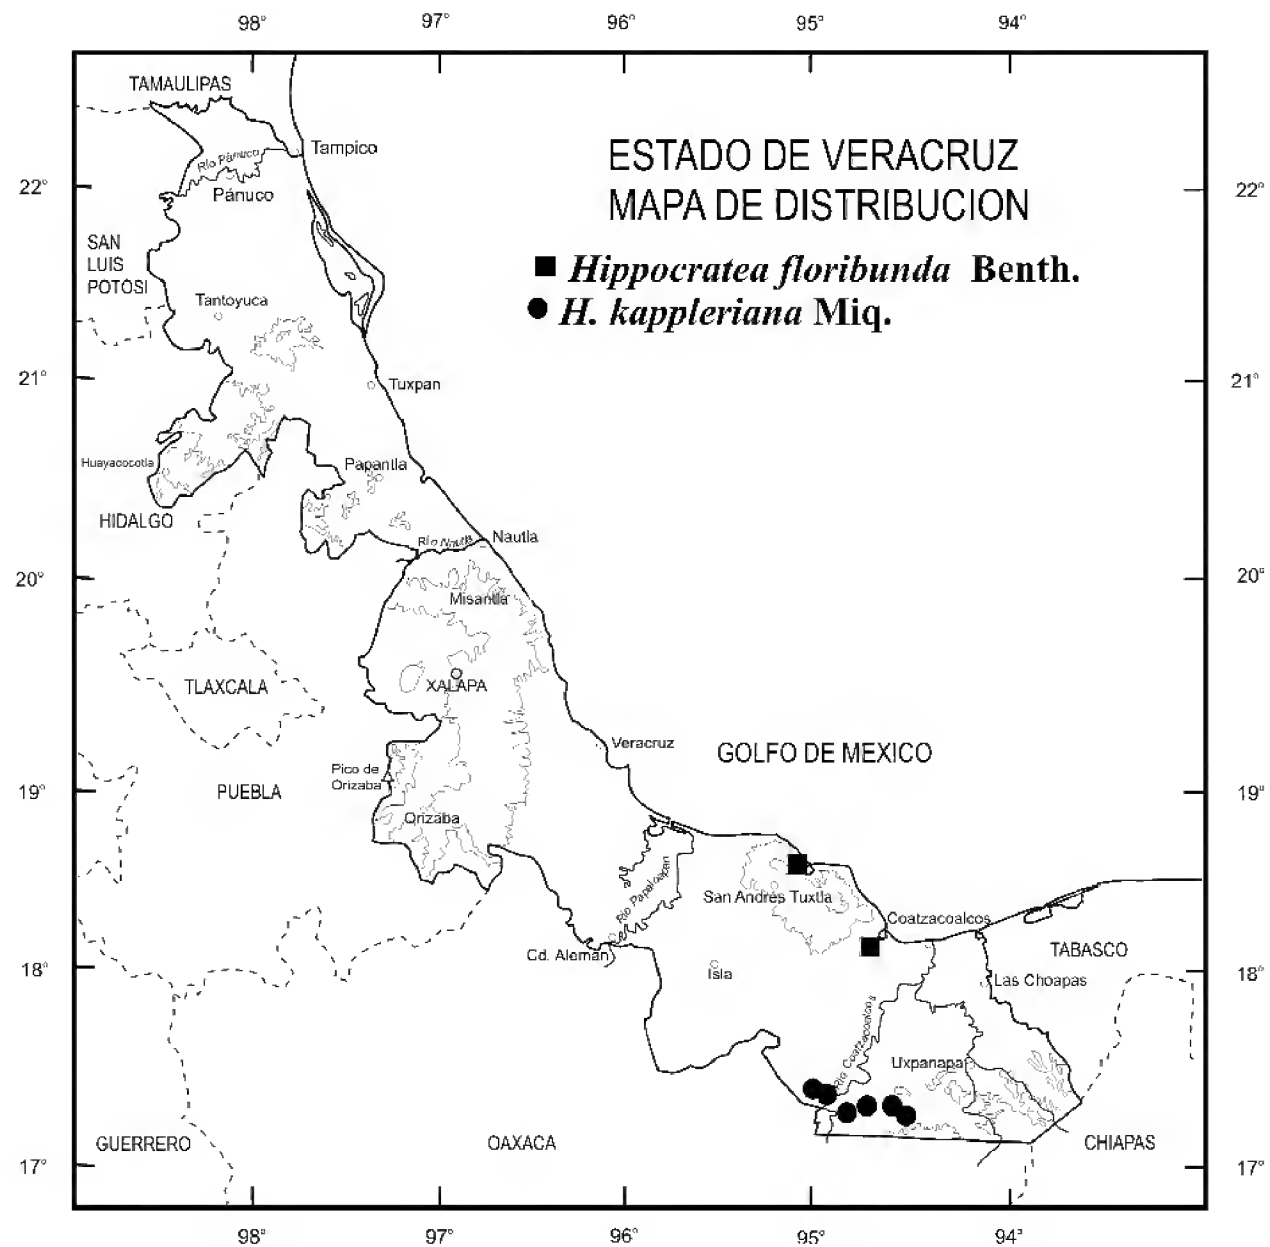 98° 97° 96° 95° 94°
TAMAULIPAS
Tampico
Río Pánuco
Pánuco
ESTADO DE VERACRUZ
MAPA DE DISTRIBUCION
22° 22°
SAN
LUIS
POTOSI
Hippocratea floribunda Benth.
H. kappleriana Miq.
Tantoyuca
21° 21°
Tuxpan
Huayacocotla
Papantla
HIDALGO
Río Nautla
Nautla
20° 20°
Misantla
TLAXCALA
XALAPA
Veracruz
GOLFO DE MEXICO
Pico de
Orizaba
PUEBLA
19° 19°
Orizaba
Río Papaloapan
San Andrés Tuxtla
Coatzacoalcos
Cd. Alemán
TABASCO
18° 18°
Isla
Las Choapas
Río Coatzacoalcos
Uxpanapa
GUERRERO
OAXACA
CHIAPAS
17° 17°
98° 97° 96° 95° 94°